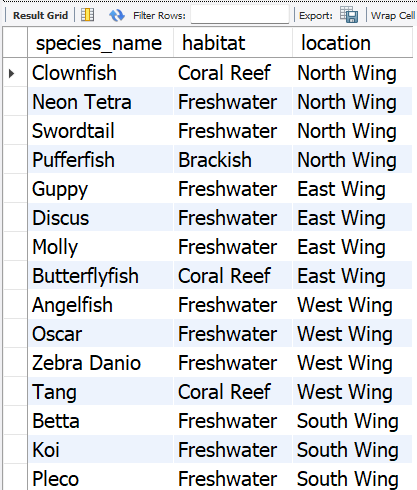 Result Grid Filter Rows: Export: Wrap Cell
species_name habitat location
Clownfish Coral Reef North Wing
Neon Tetra Freshwater North Wing
Swordtail Freshwater North Wing
Pufferfish Brackish North Wing
Guppy Freshwater East Wing
Discus Freshwater East Wing
Molly Freshwater East Wing
Butterflyfish Coral Reef East Wing
Angelfish Freshwater West Wing
Oscar Freshwater West Wing
Zebra Danio Freshwater West Wing
Tang Coral Reef West Wing
Betta Freshwater South Wing
Koi Freshwater South Wing
Pleco Freshwater South Wing